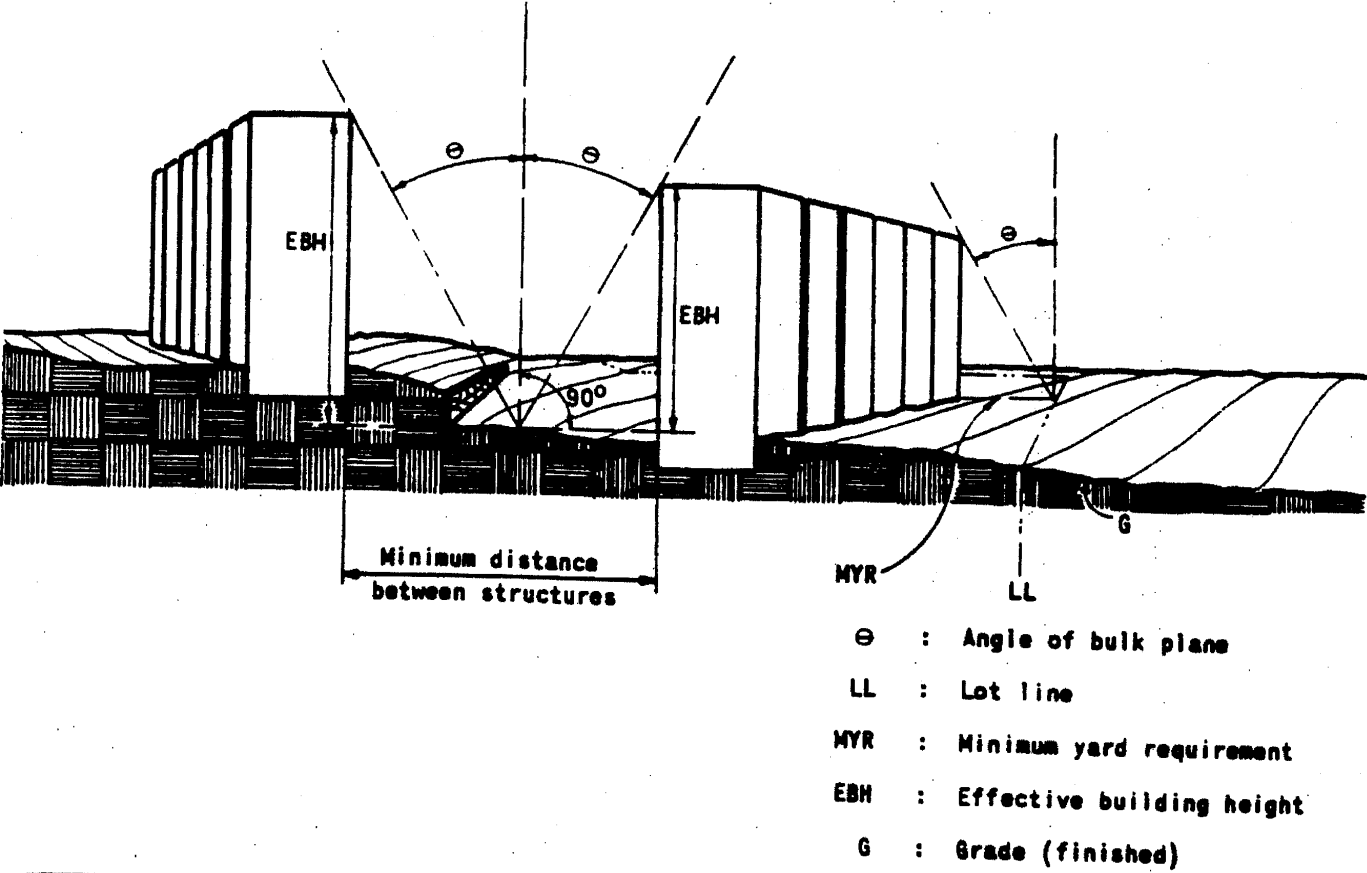 Θ
Θ
Θ
EBH
EBH
90°
G
Minimum distance
between structures
MYR
LL
Θ : Angle of bulk plane
LL : Lot line
MYR : Minimum yard requirement
EBH : Effective building height
G : Grade (finished)